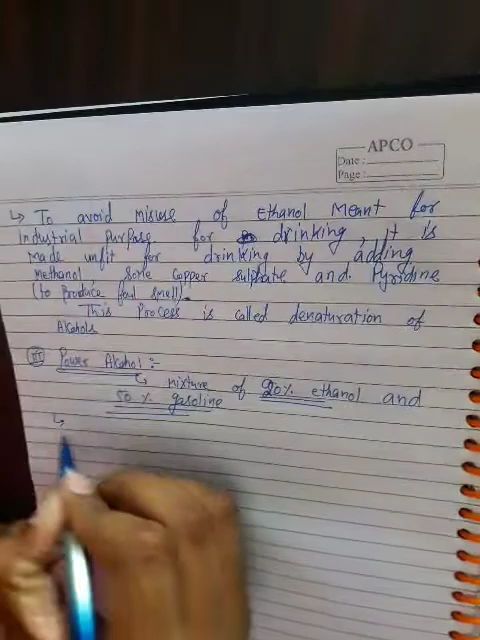 APCO
Date:
Page:
↳ To avoid misuse of Ethanol Meant for
Industrial Purpase for drinking, it is
made unfit for drinking by adding
methanol some copper sulphate and Pyridine
(to produce foul smell).
This Process is called denaturation of
Alcohols
(III) Power Alcohol:-
↳ mixture of 20% ethanol and
80% gasoline
↳